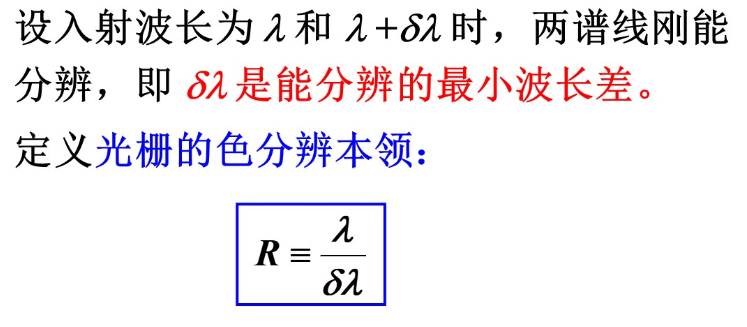 设入射波长为 λ 和 λ+δλ 时，两谱线刚能
分辨，即 δλ 是能分辨的最小波长差。
定义光栅的色分辨本领：
R ≡ λ/δλ